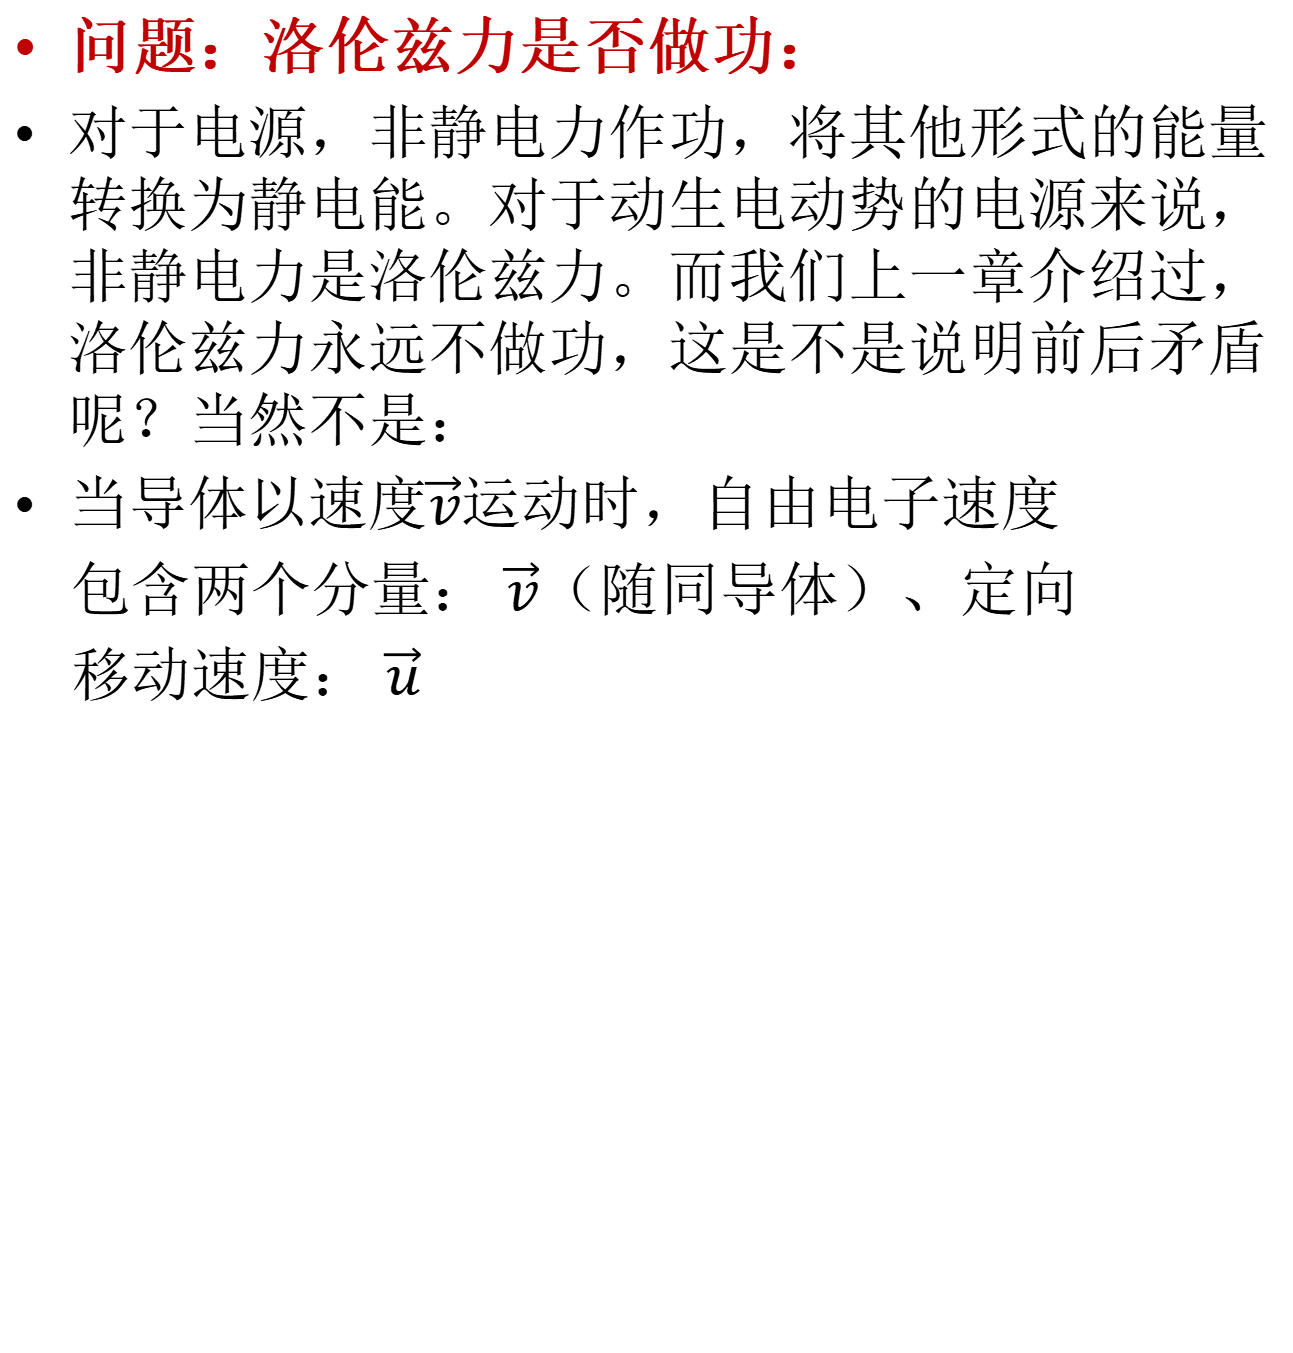 • 问题：洛伦兹力是否做功：
• 对于电源，非静电力作功，将其他形式的能量
转换为静电能。对于动生电动势的电源来说，
非静电力是洛伦兹力。而我们上一章介绍过，
洛伦兹力永远不做功，这是不是说明前后矛盾
呢？当然不是：
• 当导体以速度$\vec{v}$运动时，自由电子速度
包含两个分量： $\vec{v}$（随同导体）、定向
移动速度： $\vec{u}$